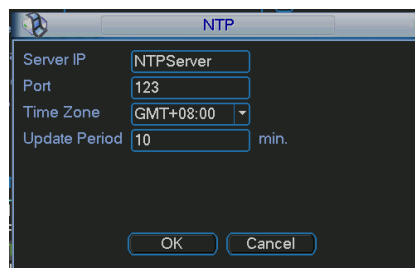 NTP
Server IP NTPServer
Port 123
Time Zone GMT+08:00
Update Period 10 min.
OK Cancel